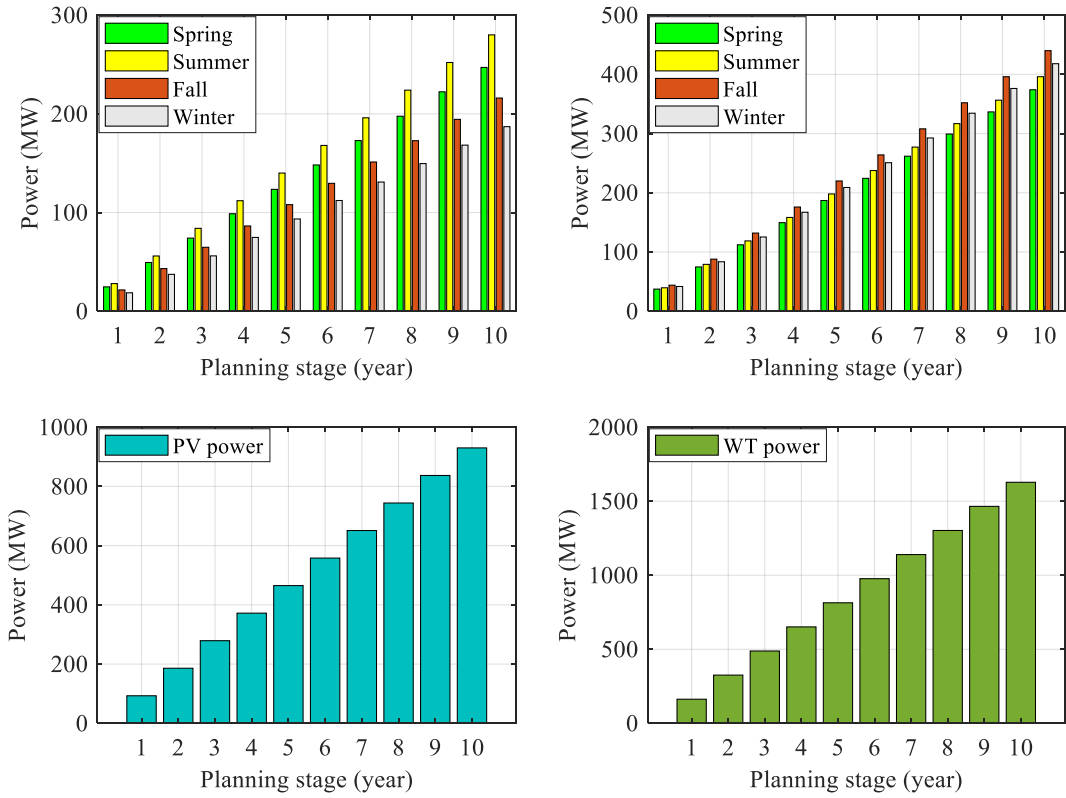 300
200
100
0
Power (MW)
Spring
Summer
Fall
Winter
1 2 3 4 5 6 7 8 9 10
Planning stage (year)
500
400
300
200
100
0
Power (MW)
Spring
Summer
Fall
Winter
1 2 3 4 5 6 7 8 9 10
Planning stage (year)
1000
800
600
400
200
0
Power (MW)
PV power
1 2 3 4 5 6 7 8 9 10
Planning stage (year)
2000
1500
1000
500
0
Power (MW)
WT power
1 2 3 4 5 6 7 8 9 10
Planning stage (year)